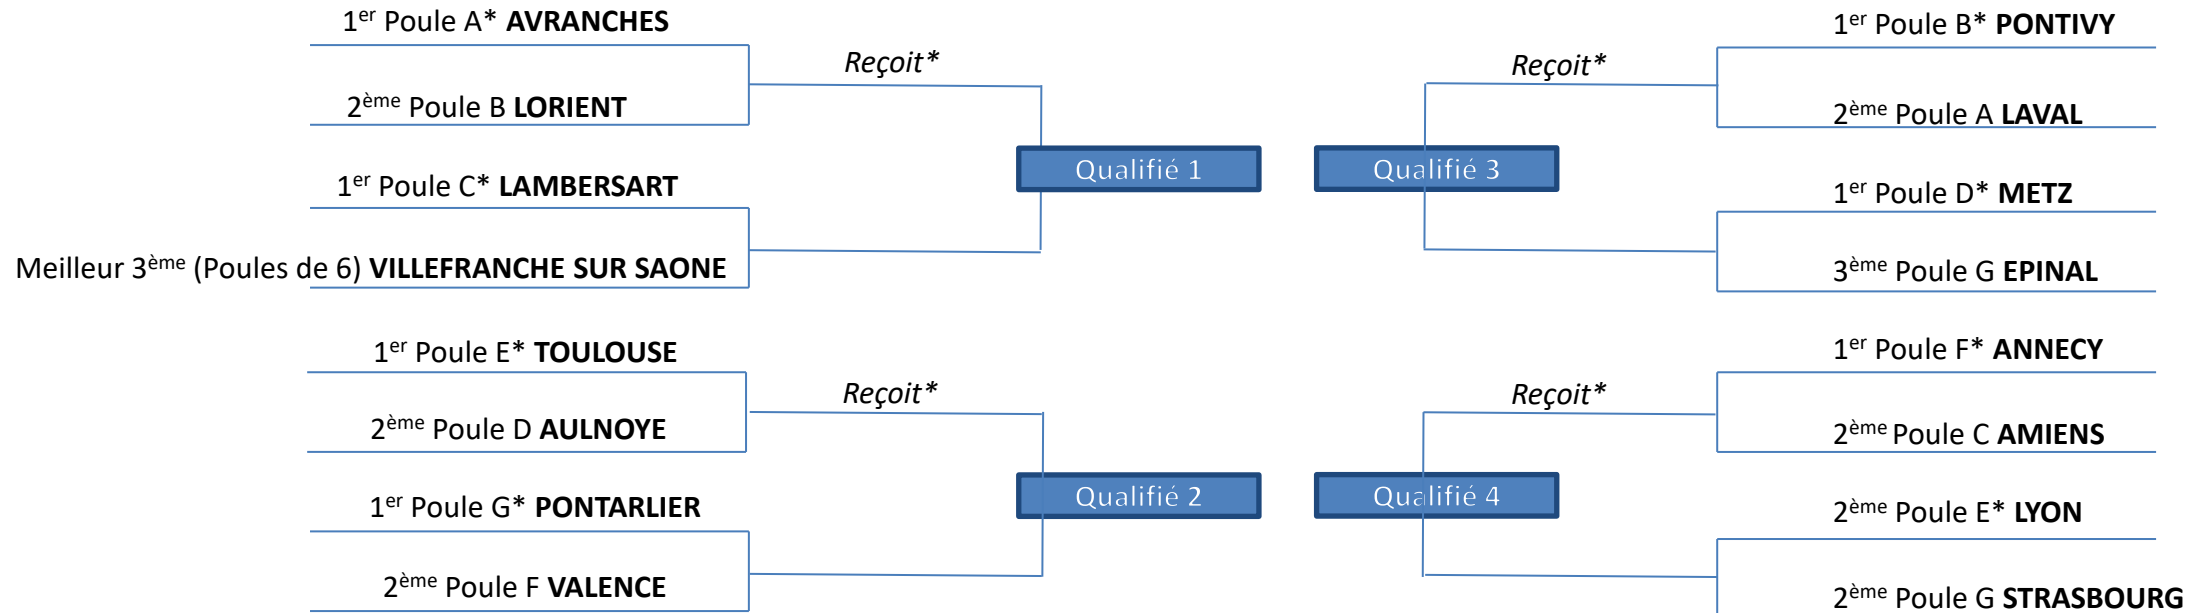 1er Poule A* AVRANCHES
Reçoit*
2ème Poule B LORIENT
Qualifié 1
1er Poule C* LAMBERSART
Meilleur 3ème (Poules de 6) VILLEFRANCHE SUR SAONE
1er Poule E* TOULOUSE
Reçoit*
2ème Poule D AULNOYE
Qualifié 2
1er Poule G* PONTARLIER
2ème Poule F VALENCE
1er Poule B* PONTIVY
Reçoit*
2ème Poule A LAVAL
Qualifié 3
1er Poule D* METZ
3ème Poule G EPINAL
1er Poule F* ANNECY
Reçoit*
2ème Poule C AMIENS
Qualifié 4
2ème Poule E* LYON
2ème Poule G STRASBOURG